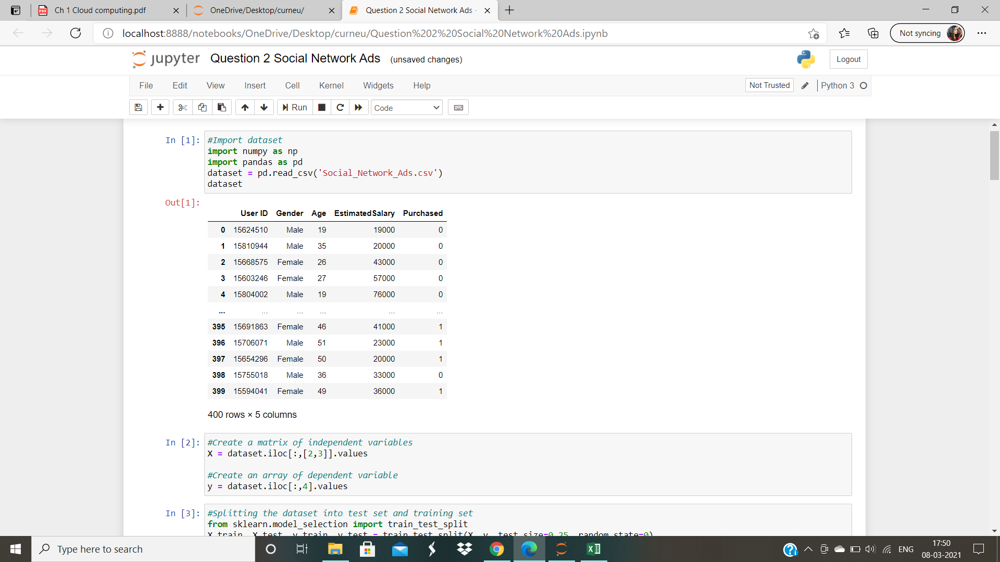 Ch 1 Cloud computing.pdf
OneDrive/Desktop/curneu/
Question 2 Social Network Ads -
localhost:8888/notebooks/OneDrive/Desktop/curneu/Question%202%20Social%20Network%20Ads.ipynb
Not syncing
jupyter Question 2 Social Network Ads (unsaved changes)
Logout
File Edit View Insert Cell Kernel Widgets Help
Not Trusted Python 3
Run Code
In [1]: #Import dataset
import numpy as np
import pandas as pd
dataset = pd.read_csv('Social_Network_Ads.csv')
dataset
Out[1]:
User ID Gender Age EstimatedSalary Purchased
0 15624510 Male 19 19000 0
1 15810944 Male 35 20000 0
2 15668575 Female 26 43000 0
3 15603246 Female 27 57000 0
4 15804002 Male 19 76000 0
... ... ... ... ... ...
395 15691863 Female 46 41000 1
396 15706071 Male 51 23000 1
397 15654296 Female 50 20000 1
398 15755018 Male 36 33000 0
399 15594041 Female 49 36000 1
400 rows × 5 columns
In [2]: #Create a matrix of independent variables
X = dataset.iloc[:,[2,3]].values
#Create an array of dependent variable
y = dataset.iloc[:,4].values
In [3]: #Splitting the dataset into test set and training set
from sklearn.model_selection import train_test_split
X_train, X_test, y_train, y_test = train_test_split(X, y, test_size=0.25, random_state=0)
Type here to search
ENG
17:50
08-03-2021